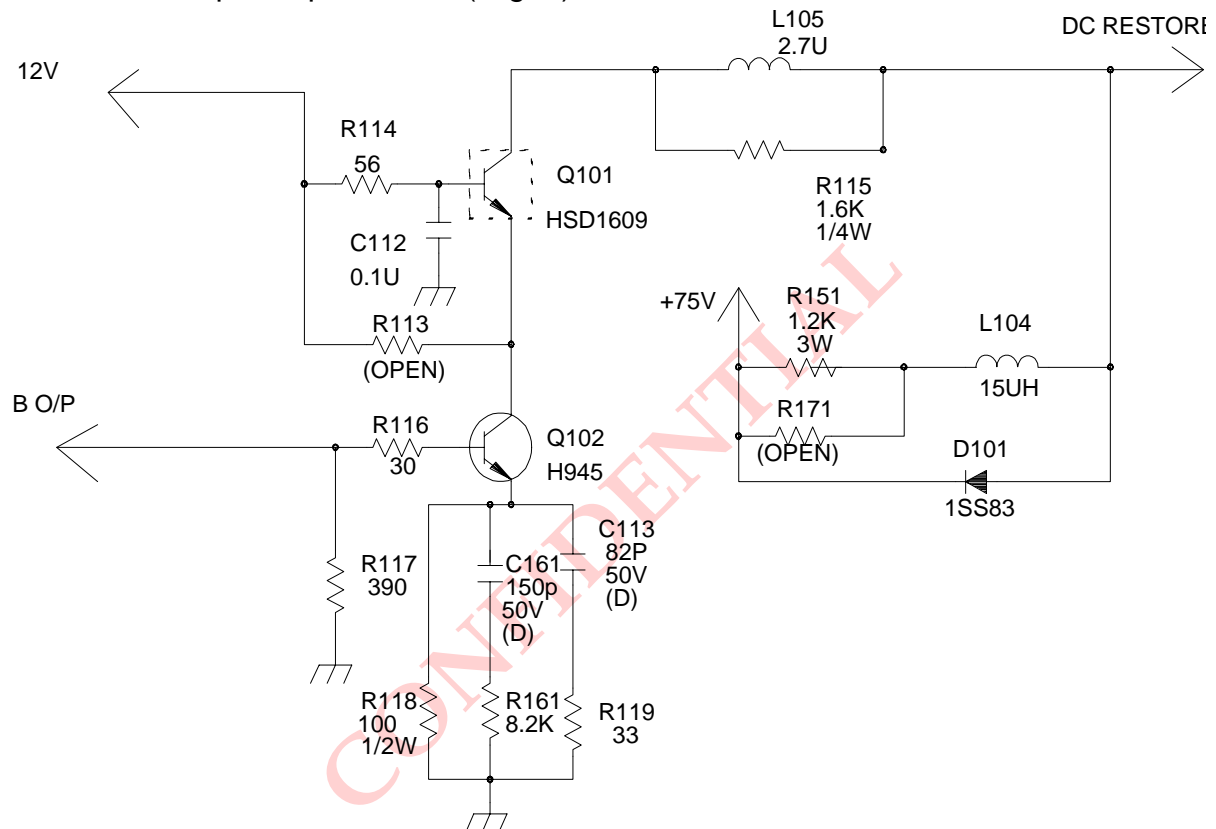 L105
2.7U
DC RESTORE
12V
R114
56
Q101
HSD1609
R115
1.6K
1/4W
C112
0.1U
+75V
R151
1.2K
3W
L104
15UH
R113
(OPEN)
R171
(OPEN)
B O/P
R116
30
Q102
H945
D101
1SS83
C113
82P
50V
(D)
R117
390
C161
150p
50V
(D)
R118
100
1/2W
R161
8.2K
R119
33
CONFIDENTIAL